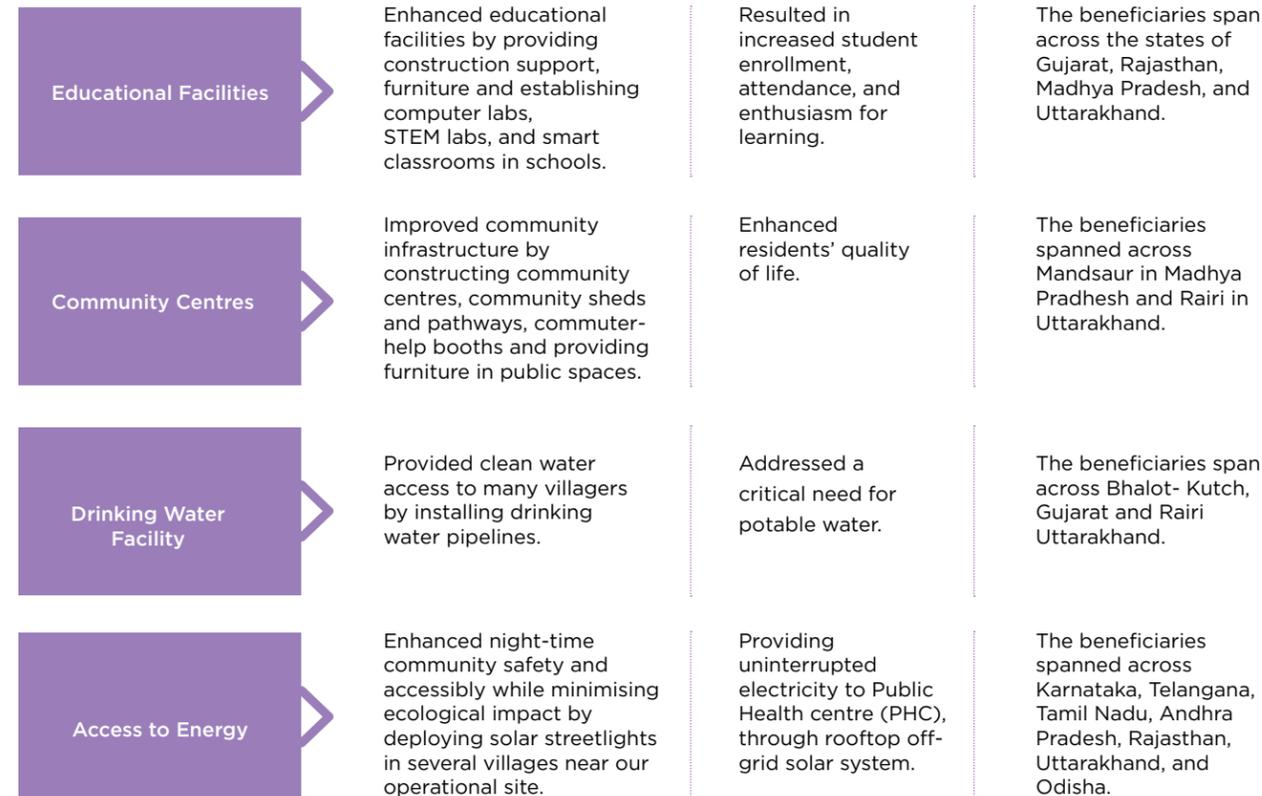 Educational Facilities
Enhanced educational
facilities by providing
construction support,
furniture and establishing
computer labs,
STEM labs, and smart
classrooms in schools.
Resulted in
increased student
enrollment,
attendance, and
enthusiasm for
learning.
The beneficiaries span
across the states of
Gujarat, Rajasthan,
Madhya Pradesh, and
Uttarakhand.
Community Centres
Improved community
infrastructure by
constructing community
centres, community sheds
and pathways, commuter-
help booths and providing
furniture in public spaces.
Enhanced
residents’ quality
of life.
The beneficiaries
spanned across
Mandsaur in Madhya
Pradhesh and Rairi in
Uttarakhand.
Drinking Water
Facility
Provided clean water
access to many villagers
by installing drinking
water pipelines.
Addressed a
critical need for
potable water.
The beneficiaries span
across Bhalot- Kutch,
Gujarat and Rairi
Uttarakhand.
Access to Energy
Enhanced night-time
community safety and
accessibly while minimising
ecological impact by
deploying solar streetlights
in several villages near our
operational site.
Providing
uninterrupted
electricity to Public
Health centre (PHC),
through rooftop off-
grid solar system.
The beneficiaries
spanned across
Karnataka, Telangana,
Tamil Nadu, Andhra
Pradesh, Rajasthan,
Uttarakhand, and
Odisha.